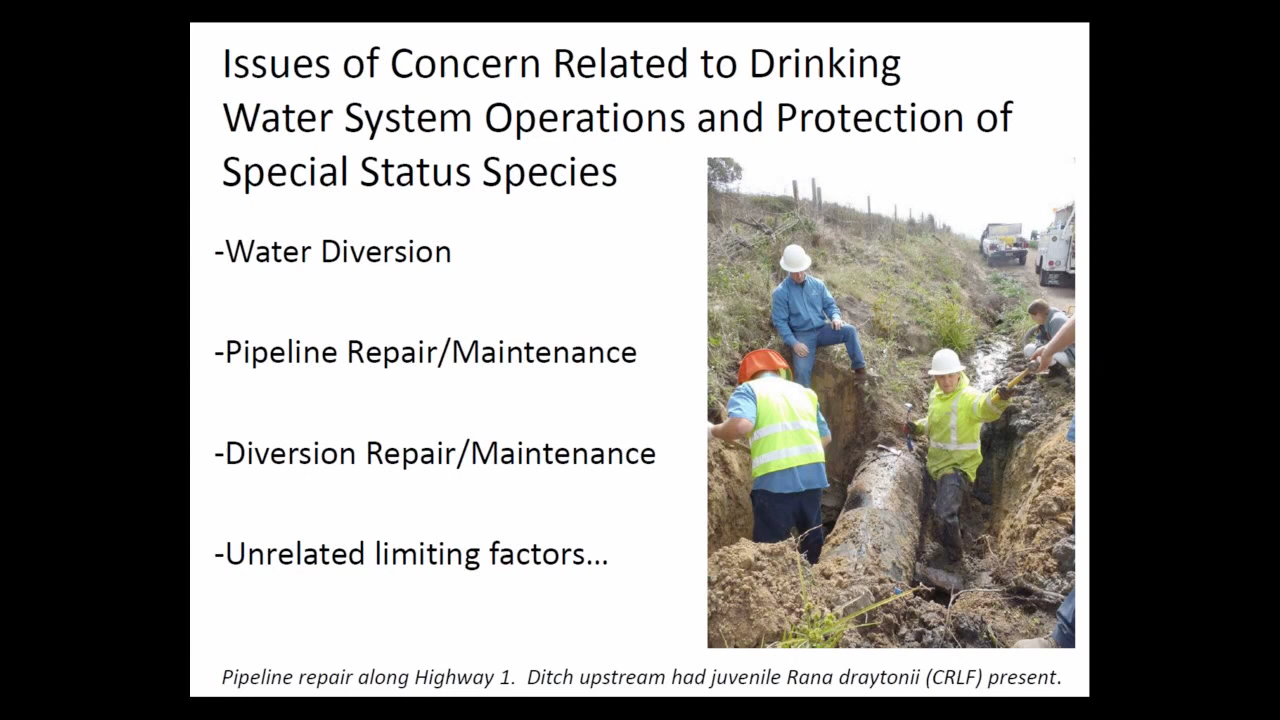 Issues of Concern Related to Drinking
Water System Operations and Protection of
Special Status Species
-Water Diversion
-Pipeline Repair/Maintenance
-Diversion Repair/Maintenance
-Unrelated limiting factors...
Pipeline repair along Highway 1.  Ditch upstream had juvenile Rana draytonii (CRLF) present.